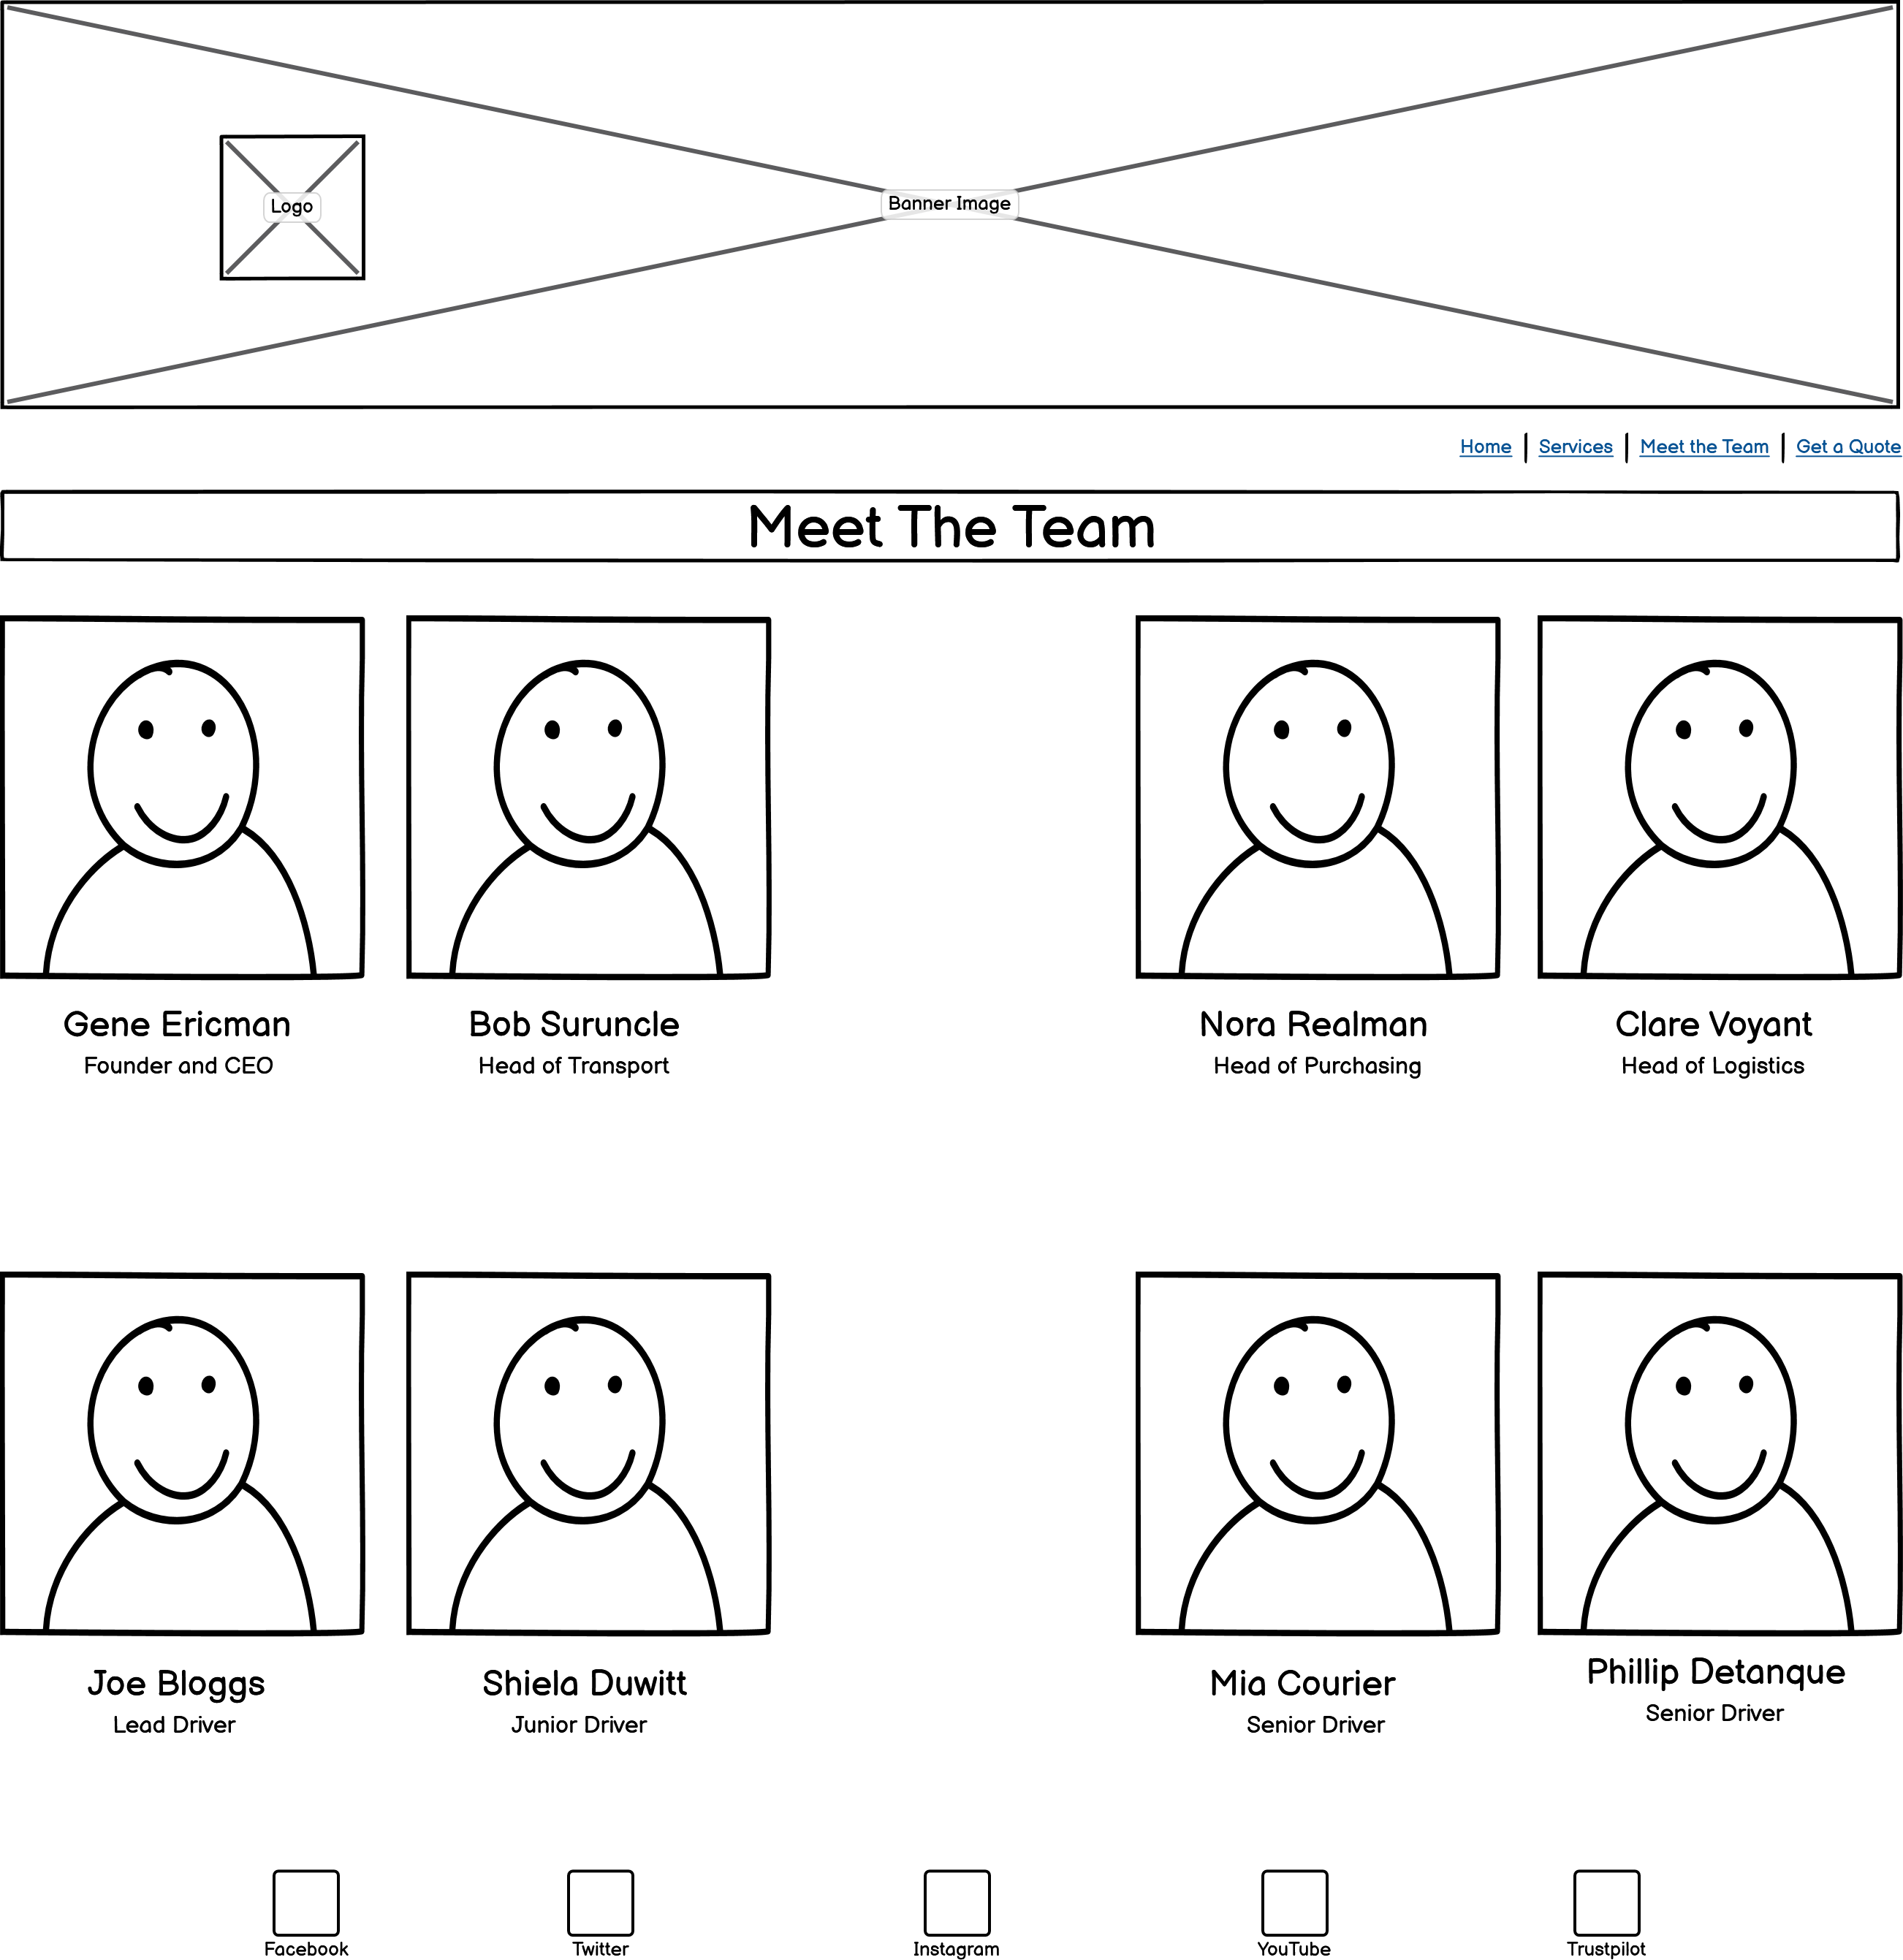 Logo
Banner Image
Home | Services | Meet the Team | Get a Quote
Meet The Team
Gene Ericman
Founder and CEO
Bob Suruncle
Head of Transport
Nora Realman
Head of Purchasing
Clare Voyant
Head of Logistics
Joe Bloggs
Lead Driver
Shiela Duwitt
Junior Driver
Mia Courier
Senior Driver
Phillip Detanque
Senior Driver
Facebook
Twitter
Instagram
YouTube
Trustpilot